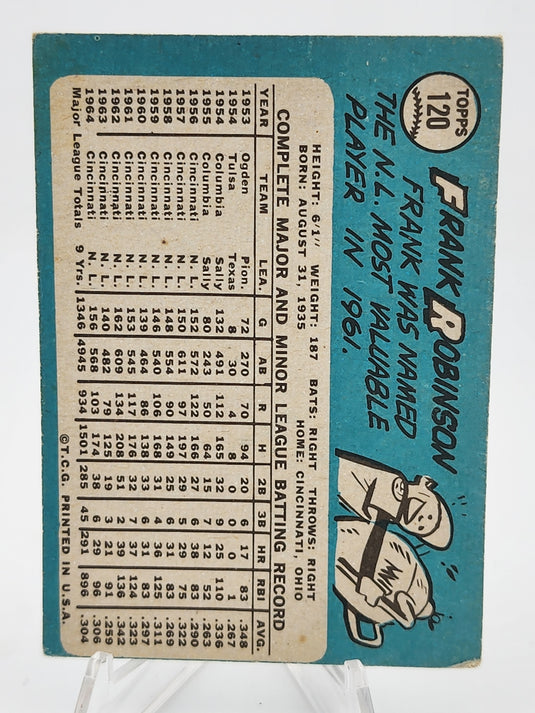 TOPPS
120
FRANK ROBINSON
FRANK WAS NAMED
THE N.L. MOST VALUABLE
PLAYER IN 1961.
HEIGHT: 6'1" WEIGHT: 187 BATS: RIGHT THROWS: RIGHT
BORN: AUGUST 31, 1935 HOME: CINCINNATI, OHIO
COMPLETE MAJOR AND MINOR LEAGUE BATTING RECORD
YEAR TEAM LEA. G AB R H 2B 3B HR RBI AVG.
1953 Ogden Pion. 72 270 70 94 20 6 17 83 .348
1954 Tulsa Texas 8 30 4 8 0 0 0 1 .267
1954 Columbia Sally 132 491 112 165 32 9 25 110 .336
1955 Columbia Sally 80 243 50 64 15 7 12 52 .263
1956 Cincinnati N. L. 152 572 122 166 27 6 38 83 .290
1957 Cincinnati N. L. 150 611 97 197 29 5 29 75 .322
1958 Cincinnati N. L. 148 554 90 149 25 6 31 83 .269
1959 Cincinnati N. L. 146 540 106 168 31 4 36 125 .311
1960 Cincinnati N. L. 139 464 86 138 33 6 31 83 .297
1961 Cincinnati N. L. 153 545 117 176 32 7 37 124 .323
1962 Cincinnati N. L. 162 609 134 208 51 2 39 136 .342
1963 Cincinnati N. L. 140 482 79 125 19 3 21 91 .259
1964 Cincinnati N. L. 156 568 103 174 38 6 29 96 .306
Major League Totals 9 Yrs. 1346 4945 934 1501 285 45 291 896 .304
©T.C.G. PRINTED IN U.S.A.